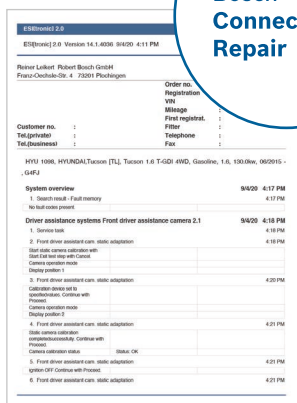 Connec
Repair
ESI[tronic] 2.0
ESI[tronic] 2.0 Version 14.1.4036 9/4/20 4:11 PM
Reiner Leikert Robert Bosch GmbH
Franz-Oechsle-Str. 4 73201 Plochingen
Order no.
Registration
VIN
Mileage :
First registrat. :
Customer no. : Filter :
Tel.(private) : Telephone :
Tel.(business) : Fax :
HYU 1098, HYUNDAI,Tucson [TL], Tucson 1.6 T-GDI 4WD, Gasoline, 1.6, 130.0kw, 06/2015 -
, G4FJ
System overview 9/4/20 4:17 PM
1. Search result - Fault memory 4:17 PM
No fault codes present.
Driver assistance systems Front driver assistance camera 2.1 9/4/20 4:18 PM
1. Service task 4:18 PM
2. Front driver assistance cam. static adaptation 4:18 PM
Start static camera calibration with
Start Exit test step with Cancel.
Camera operation mode
Display position 1
3. Front driver assistance cam. static adaptation 4:20 PM
Calibration device set to
specifiedvalues. Continue with
Proceed.
Camera operation mode
Display position 2
4. Front driver assistance cam. static adaptation 4:21 PM
Static camera calibration
completedsuccessfully. Continue with
Proceed.
Camera calibration status Status: OK
5. Front driver assistance cam. static adaptation 4:21 PM
Ignition OFF Continue with Proceed.
6 Front driver assistance cam. static adaptation 4:21 PM